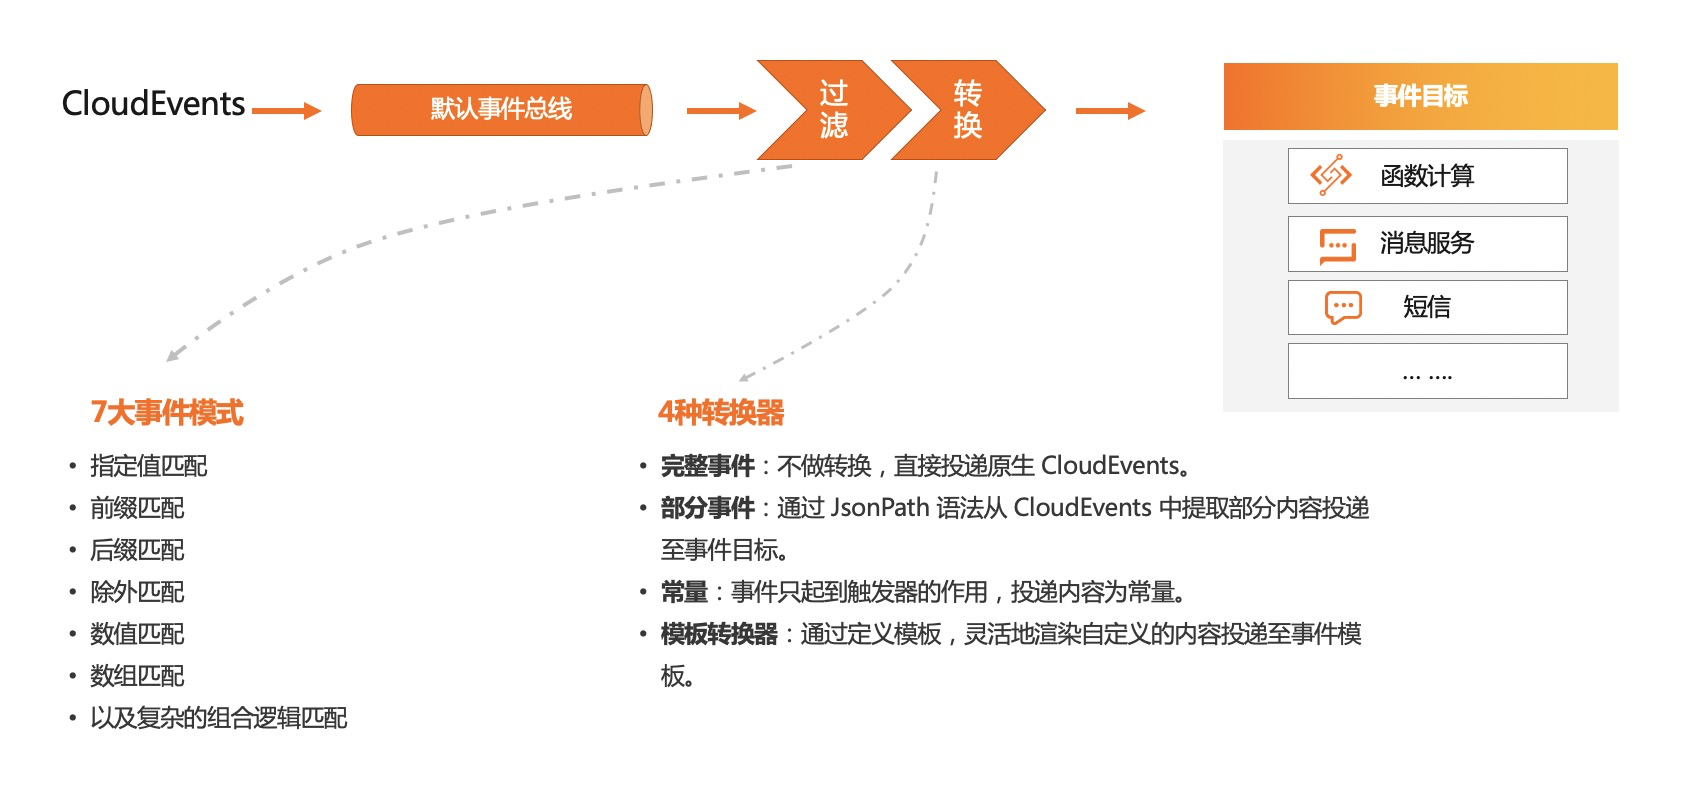 CloudEvents
默认事件总线
过滤
转换
事件目标
函数计算
消息服务
短信
... ....
7大事件模式
• 指定值匹配
• 前缀匹配
• 后缀匹配
• 除外匹配
• 数值匹配
• 数组匹配
• 以及复杂的组合逻辑匹配
4种转换器
• 完整事件：不做转换，直接投递原生 CloudEvents。
• 部分事件：通过 JsonPath 语法从 CloudEvents 中提取部分内容投递
至事件目标。
• 常量：事件只起到触发器的作用，投递内容为常量。
• 模板转换器：通过定义模板，灵活地渲染自定义的内容投递至事件模
板。